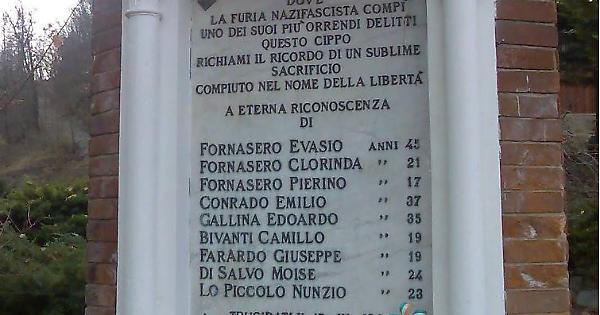 DOVE
LA FURIA NAZIFASCISTA COMPÌ
UNO DEI SUOI PIÙ ORRENDI DELITTI
QUESTO CIPPO
RICHIAMI IL RICORDO DI UN SUBLIME
SACRIFICIO
COMPIUTO NEL NOME DELLA LIBERTÀ
A ETERNA RICONOSCENZA
DI
FORNASERO EVASIO ANNI 45
FORNASERO CLORINDA " 21
FORNASERO PIERINO " 17
CONRADO EMILIO " 37
GALLINA EDOARDO " 35
BIVANTI CAMILLO " 19
FARARDO GIUSEPPE " 19
DI SALVO MOISE " 24
LO PICCOLO NUNZIO " 23
TRUCIDATI